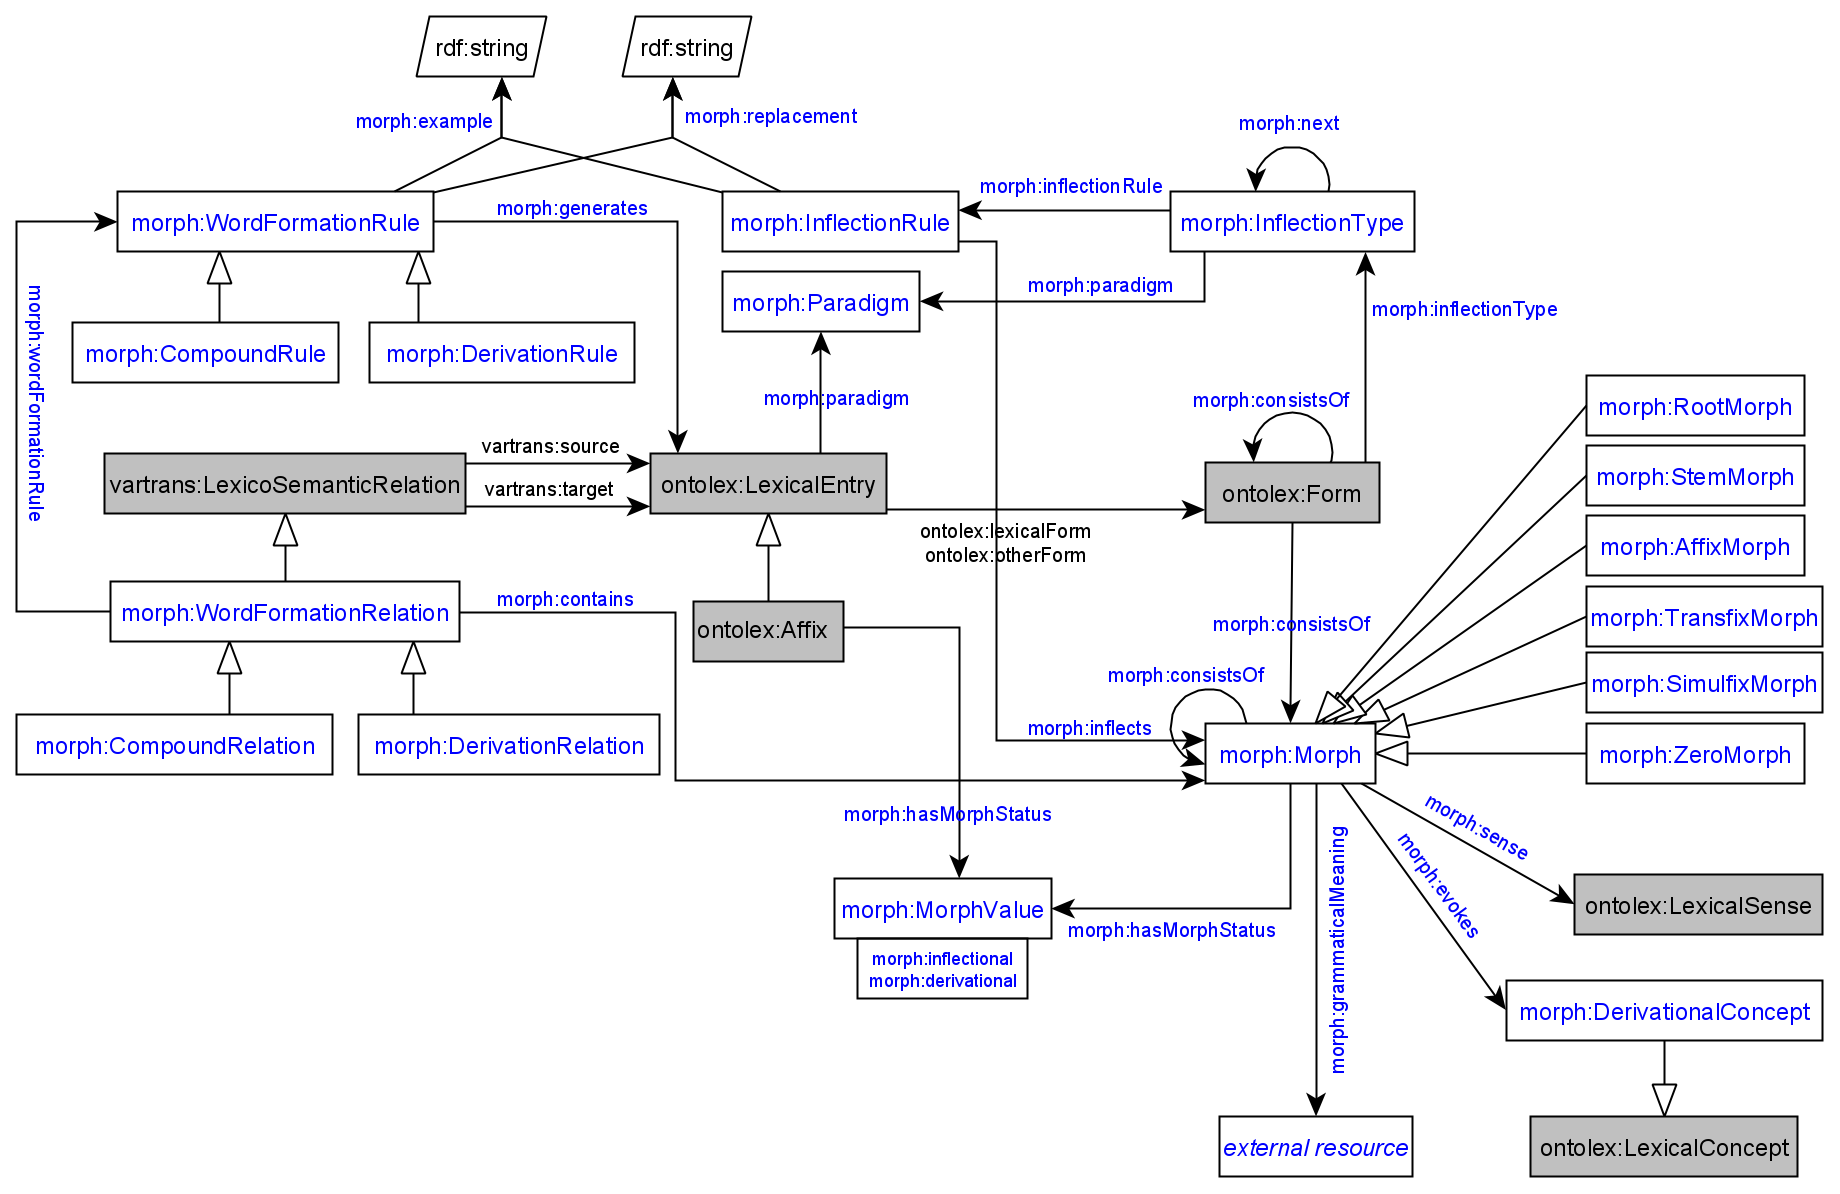 rdf:string
rdf:string
morph:example
morph:replacement
morph:next
morph:WordFormationRule
morph:generates
morph:InflectionRule
morph:inflectionRule
morph:InflectionType
morph:Paradigm
morph:paradigm
morph:inflectionType
morph:wordFormationRule
morph:CompoundRule
morph:DerivationRule
morph:paradigm
morph:consistsOf
morph:RootMorph
vartrans:LexicoSemanticRelation
vartrans:source
vartrans:target
ontolex:LexicalEntry
ontolex:Form
morph:StemMorph
ontolex:lexicalForm
ontolex:otherForm
morph:AffixMorph
morph:WordFormationRelation
morph:contains
ontolex:Affix
morph:consistsOf
morph:TransfixMorph
morph:consistsOf
morph:SimulfixMorph
morph:CompoundRelation
morph:DerivationRelation
morph:inflects
morph:Morph
morph:ZeroMorph
morph:hasMorphStatus
morph:sense
morph:evokes
morph:grammaticalMeaning
morph:MorphValue
morph:hasMorphStatus
ontolex:LexicalSense
morph:inflectional
morph:derivational
morph:DerivationalConcept
external resource
ontolex:LexicalConcept